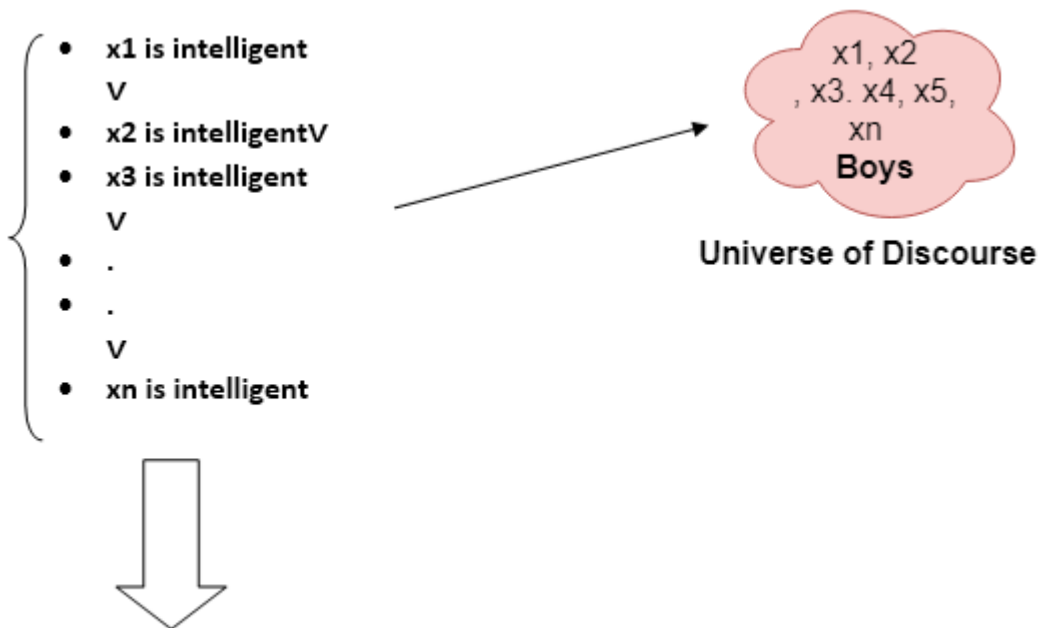 • x1 is intelligent
V
• x2 is intelligentV
• x3 is intelligent
V
• .
• .
V
• xn is intelligent
x1, x2
, x3. x4, x5,
xn
Boys
Universe of Discourse